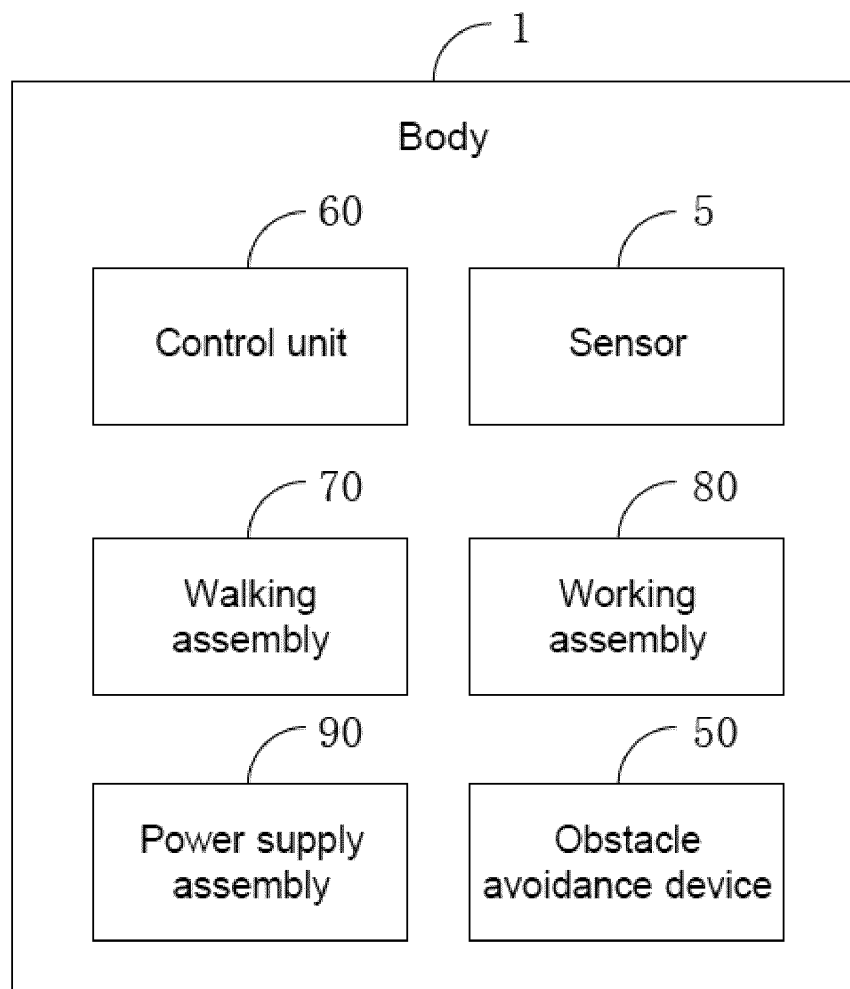 1
Body
60
5
Control unit
Sensor
70
80
Walking
assembly
Working
assembly
90
50
Power supply
assembly
Obstacle
avoidance device